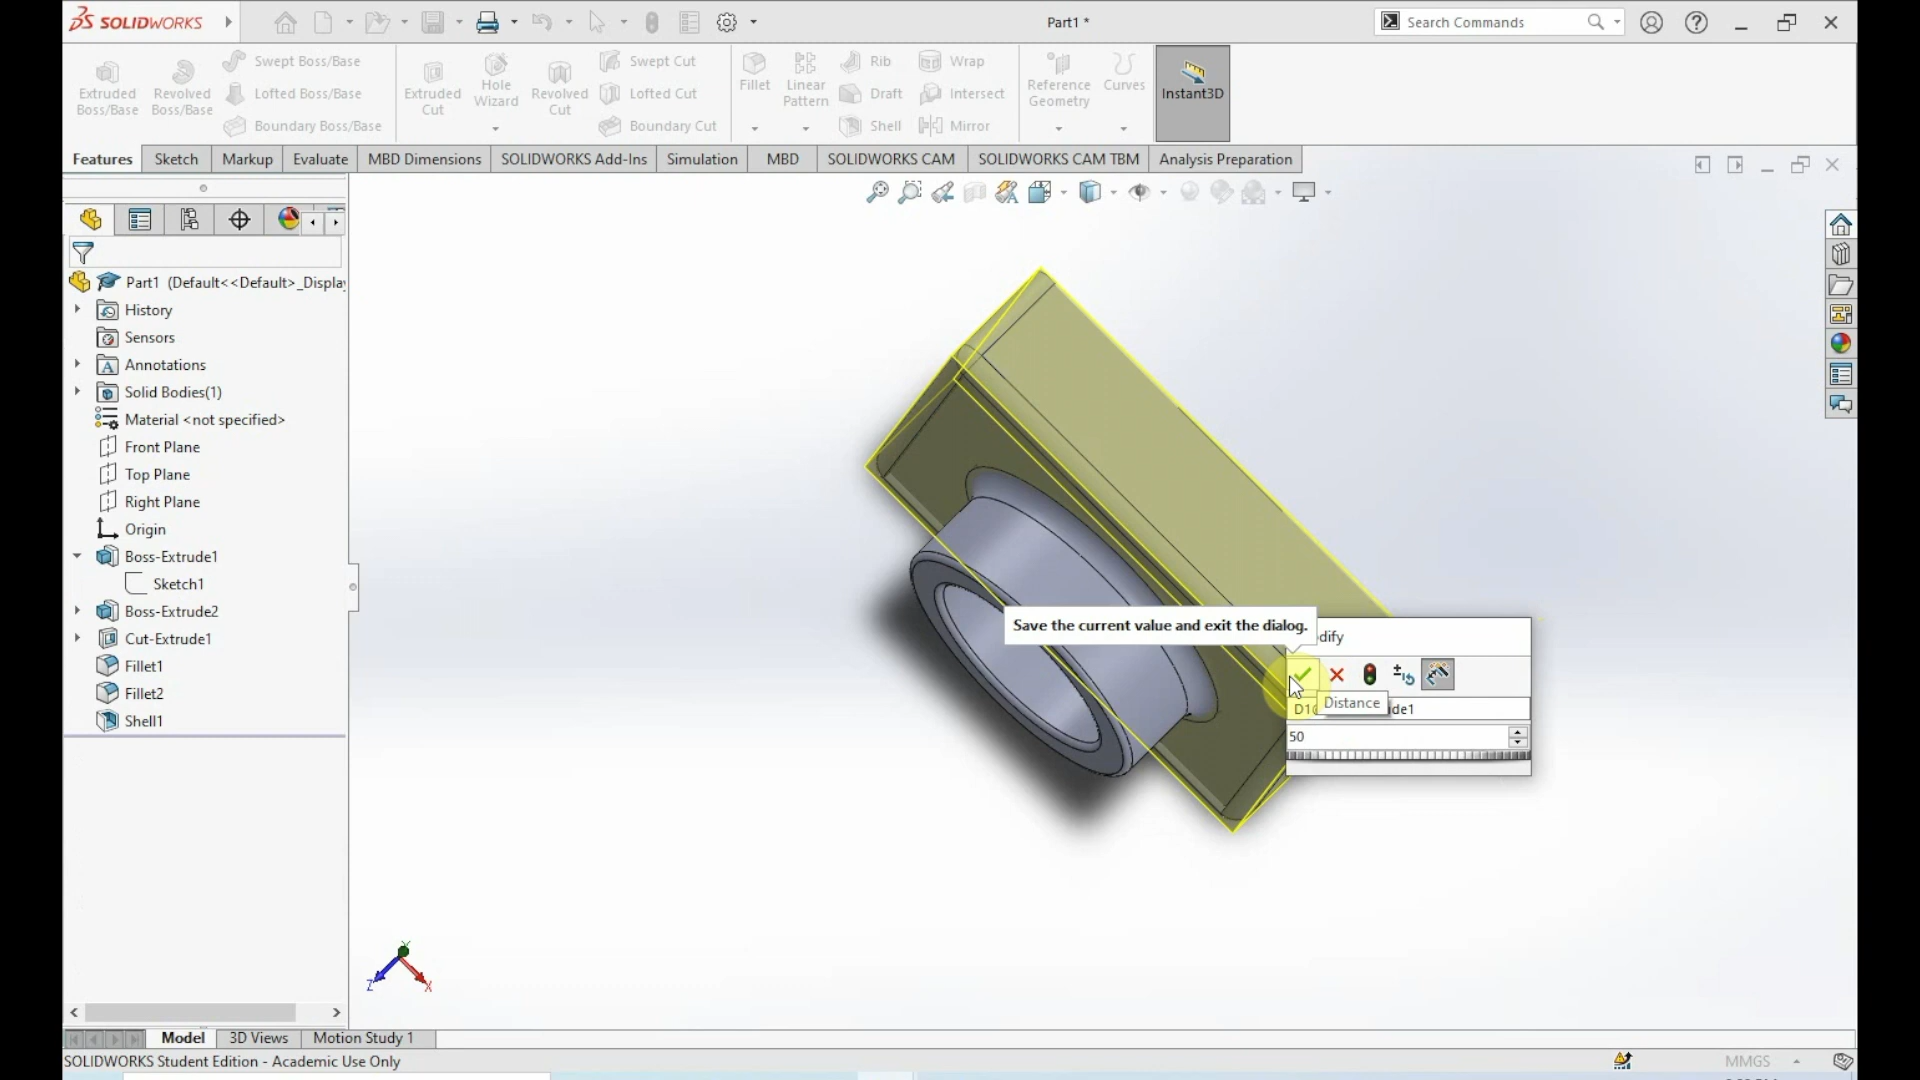 SOLIDWORKS
Part1 *
Search Commands
Extruded Boss/Base
Revolved Boss/Base
Swept Boss/Base
Lofted Boss/Base
Boundary Boss/Base
Extruded Cut
Hole Wizard
Revolved Cut
Swept Cut
Lofted Cut
Boundary Cut
Fillet
Linear Pattern
Rib
Draft
Shell
Wrap
Intersect
Mirror
Reference Geometry
Curves
Instant3D
Features
Sketch
Markup
Evaluate
MBD Dimensions
SOLIDWORKS Add-Ins
Simulation
MBD
SOLIDWORKS CAM
SOLIDWORKS CAM TBM
Analysis Preparation
Part1 (Default<<Default>_Displa
History
Sensors
Annotations
Solid Bodies(1)
Material <not specified>
Front Plane
Top Plane
Right Plane
Origin
Boss-Extrude1
Sketch1
Boss-Extrude2
Cut-Extrude1
Fillet1
Fillet2
Shell1
Save the current value and exit the dialog.
dify
Distance
D1
de1
50
Y
Z
X
Model
3D Views
Motion Study 1
SOLIDWORKS Student Edition - Academic Use Only
MMGS